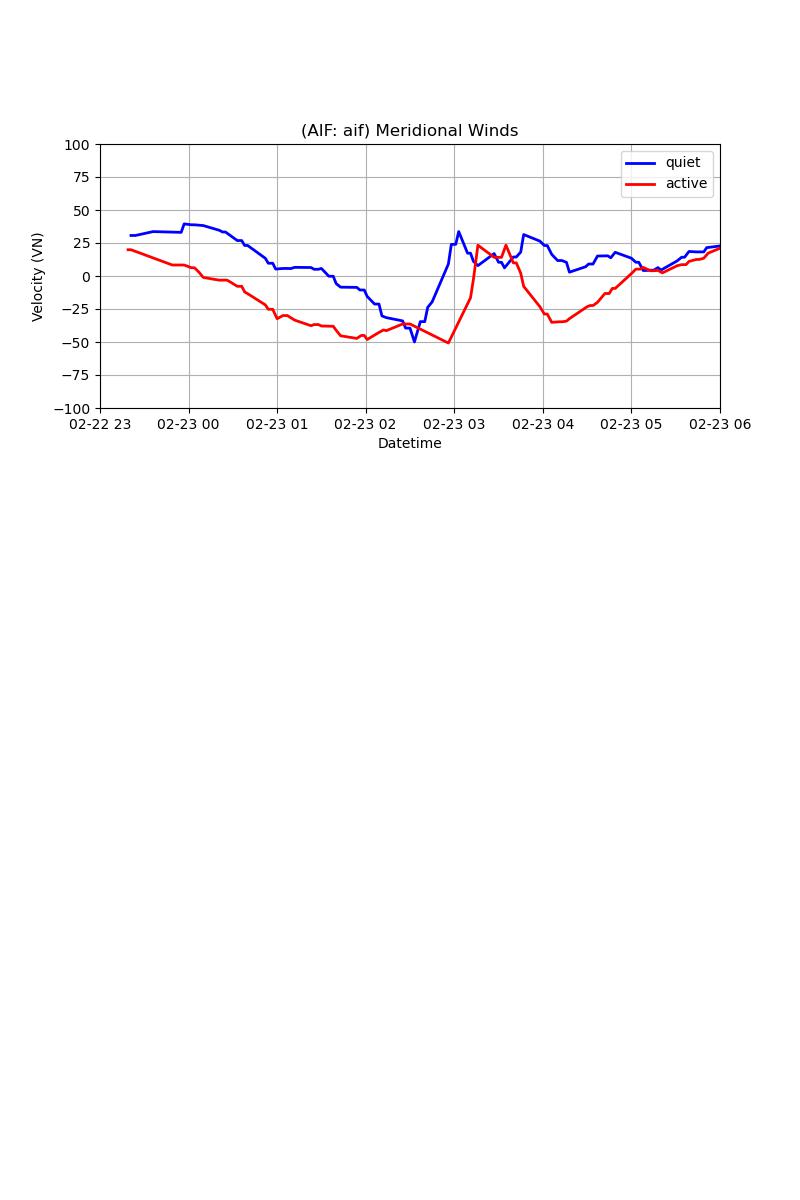 (AIF: aif) Meridional Winds
100
75
50
25
0
−25
−50
−75
−100
Velocity (VN)
quiet
active
02-22 23 02-23 00 02-23 01 02-23 02 02-23 03 02-23 04 02-23 05 02-23 06
Datetime